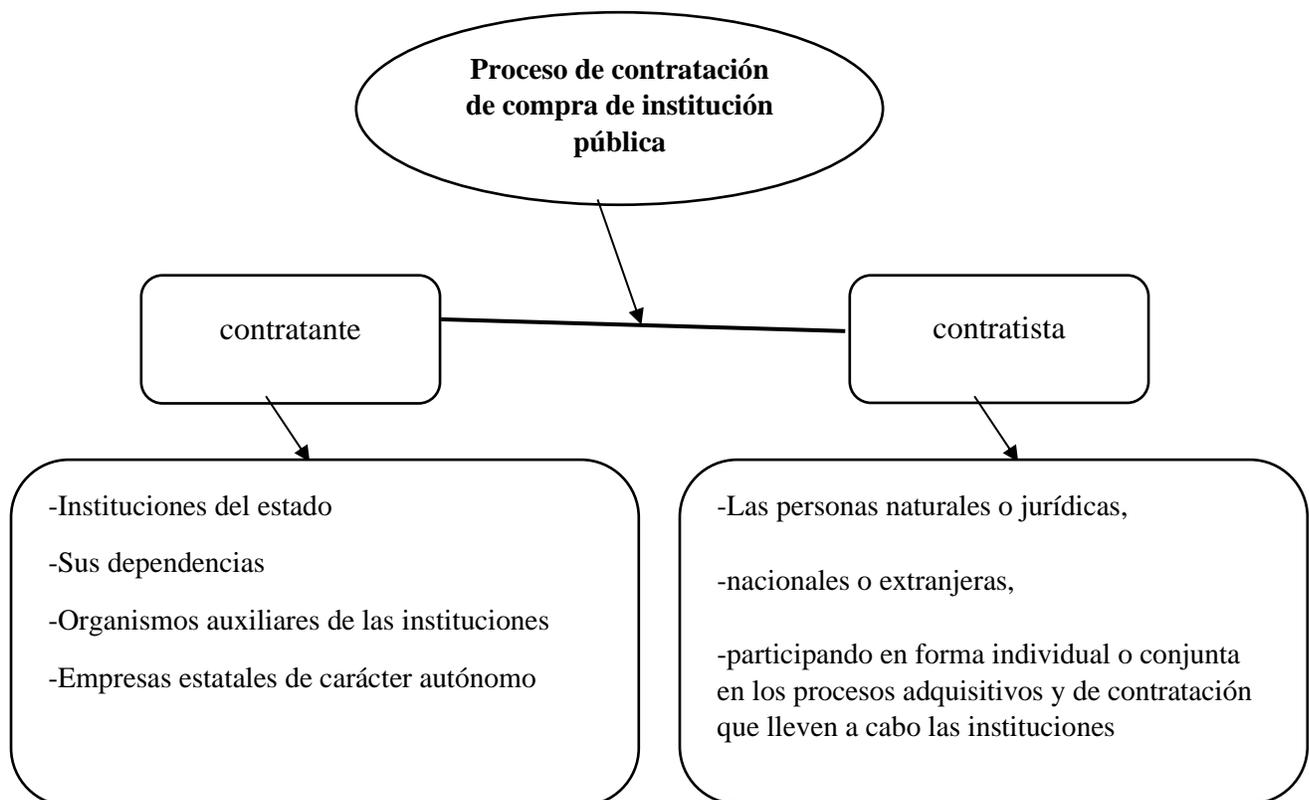 Proceso de contratación
de compra de institución
pública
contratante
contratista
-Instituciones del estado
-Sus dependencias
-Organismos auxiliares de las instituciones
-Empresas estatales de carácter autónomo
-Las personas naturales o jurídicas,
-nacionales o extranjeras,
-participando en forma individual o conjunta
en los procesos adquisitivos y de contratación
que lleven a cabo las instituciones